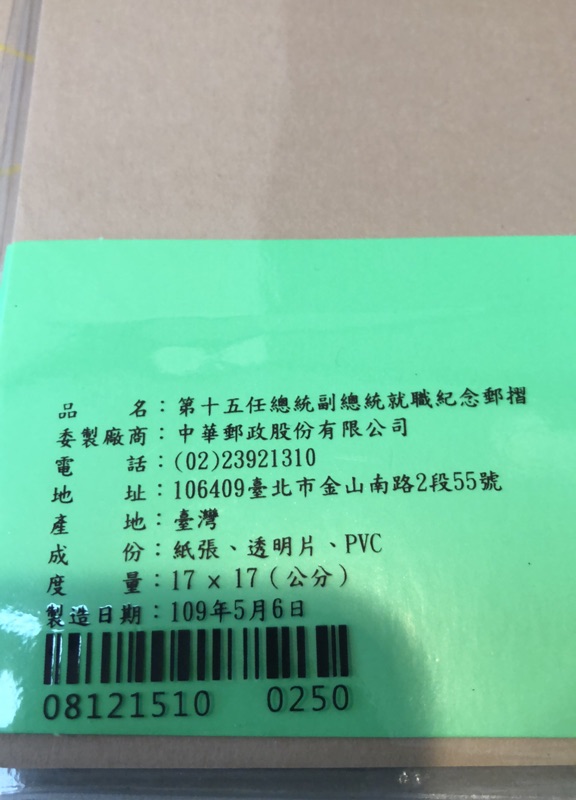 品　　名：第十五任總統副總統就職紀念郵摺
委製廠商：中華郵政股份有限公司
電　　話：(02)23921310
地　　址：106409臺北市金山南路2段55號
產　　地：臺灣
成　　份：紙張、透明片、PVC
度　　量：17 × 17（公分）
製造日期：109年5月6日
08121510　0250